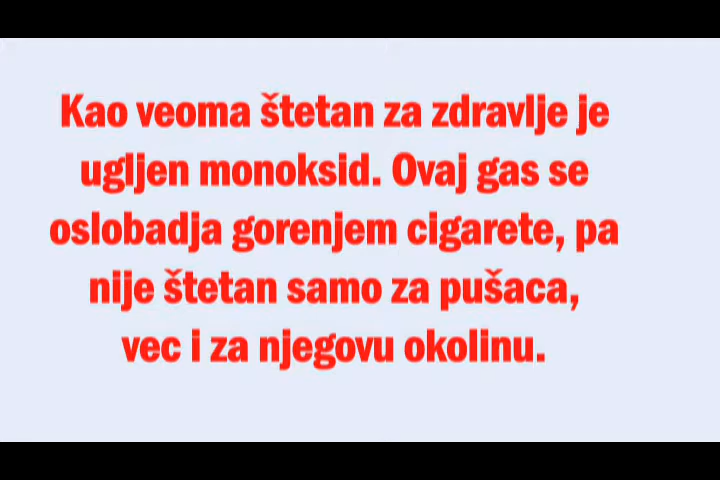 Kao veoma štetan za zdravlje je
ugljen monoksid. Ovaj gas se
oslobadja gorenjem cigarete, pa
nije štetan samo za pušaca,
vec i za njegovu okolinu.